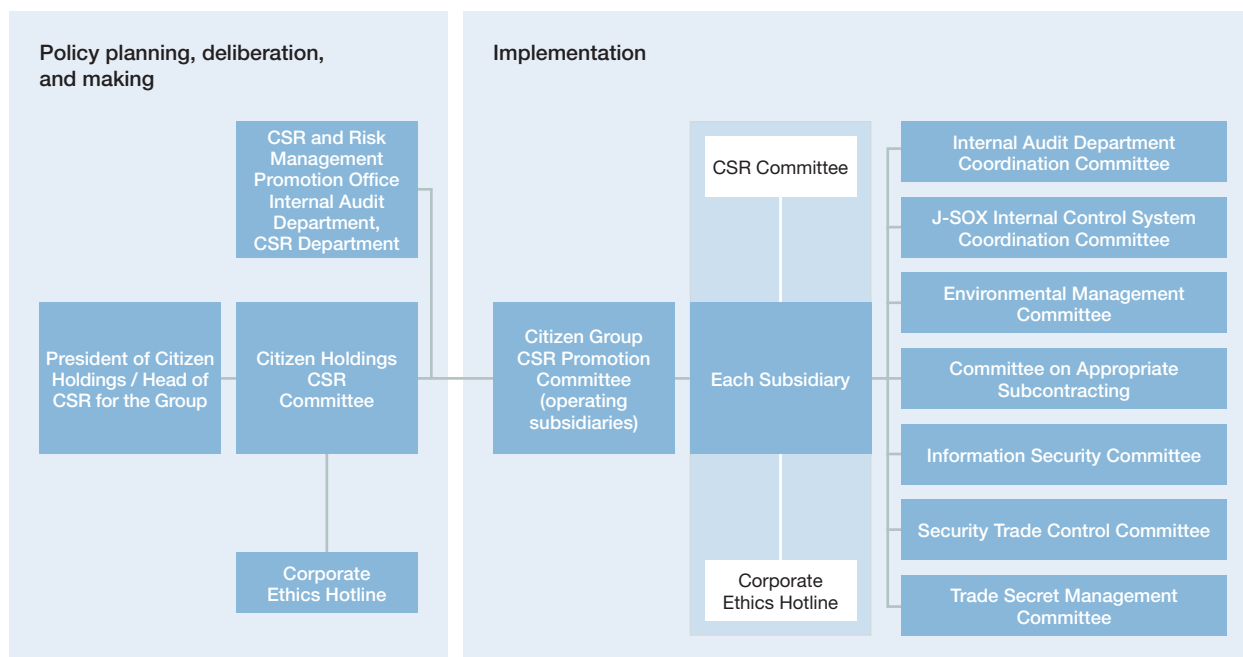 Policy planning, deliberation,
and making
CSR and Risk
Management
Promotion Office
Internal Audit
Department,
CSR Department
President of Citizen
Holdings / Head of
CSR for the Group
Citizen Holdings
CSR
Committee
Corporate
Ethics Hotline
Implementation
Citizen Group
CSR Promotion
Committee
(operating
subsidiaries)
CSR Committee
Each Subsidiary
Corporate
Ethics Hotline
Internal Audit Department
Coordination Committee
J-SOX Internal Control System
Coordination Committee
Environmental Management
Committee
Committee on Appropriate
Subcontracting
Information Security Committee
Security Trade Control Committee
Trade Secret Management
Committee